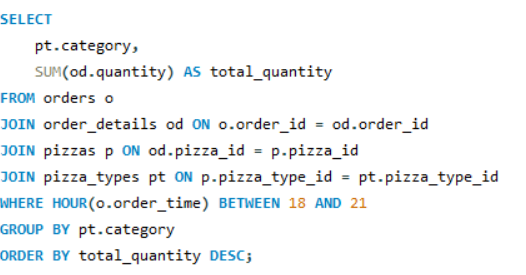 SELECT
    pt.category,
    SUM(od.quantity) AS total_quantity
FROM orders o
JOIN order_details od ON o.order_id = od.order_id
JOIN pizzas p ON od.pizza_id = p.pizza_id
JOIN pizza_types pt ON p.pizza_type_id = pt.pizza_type_id
WHERE HOUR(o.order_time) BETWEEN 18 AND 21
GROUP BY pt.category
ORDER BY total_quantity DESC;